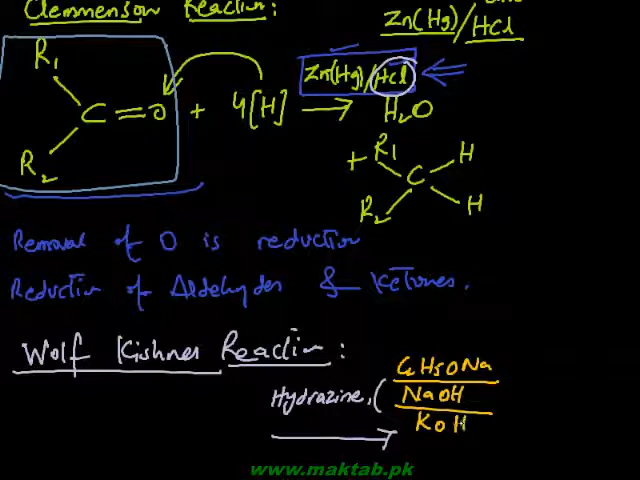 Clemmenson Reaction:
Zn(Hg)/HCl
R1
C=O + 4[H] Zn(Hg)/HCl
R2
H2O
+ R1 C H
R2 H
Removal of O is reduction
Reduction of Aldehydes & Ketones.
Wolf Kishner Reaction:
Hydrazine, (
C2H5ONa
NaOH
KOH
www.maktab.pk